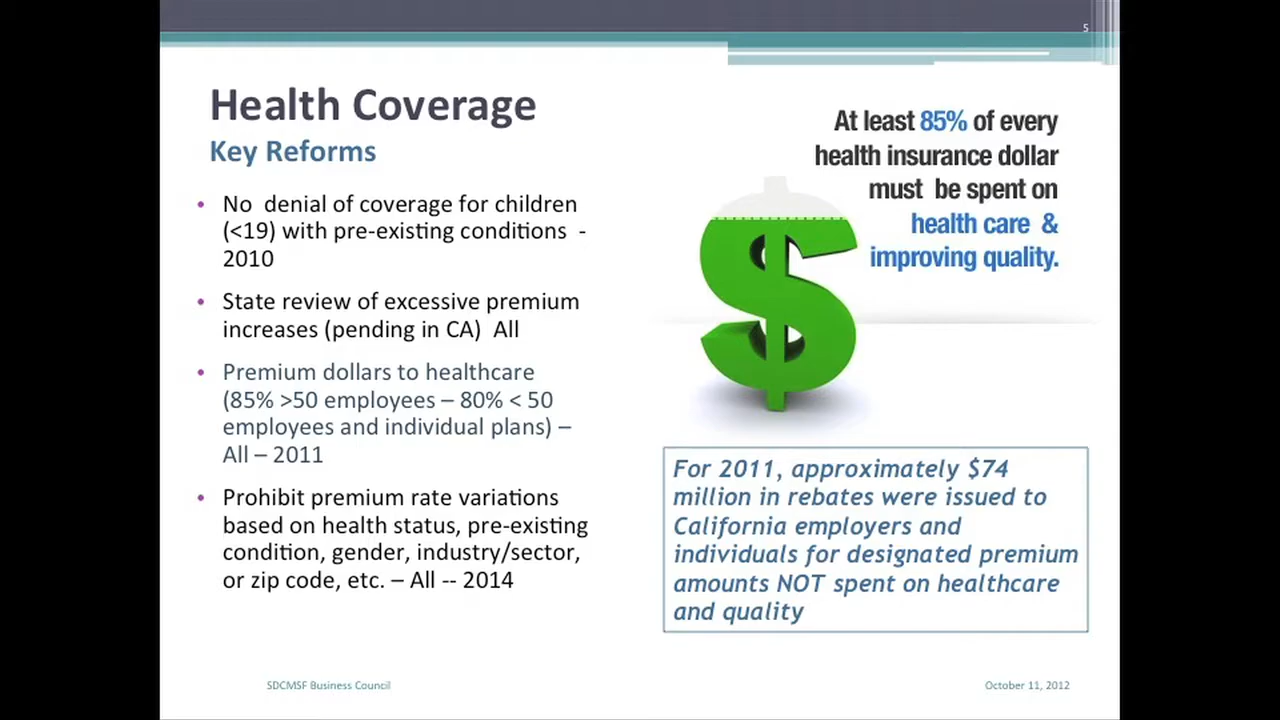 5
Health Coverage
Key Reforms
• No  denial of coverage for children
(<19) with pre-existing conditions  -
2010
• State review of excessive premium
increases (pending in CA)  All
• Premium dollars to healthcare
(85% >50 employees – 80% < 50
employees and individual plans) –
All – 2011
• Prohibit premium rate variations
based on health status, pre-existing
condition, gender, industry/sector,
or zip code, etc. – All -- 2014
At least 85% of every
health insurance dollar
must  be spent on
health care  &
improving quality.
For 2011, approximately $74
million in rebates were issued to
California employers and
individuals for designated premium
amounts NOT spent on healthcare
and quality
SDCMSF Business Council
October 11, 2012